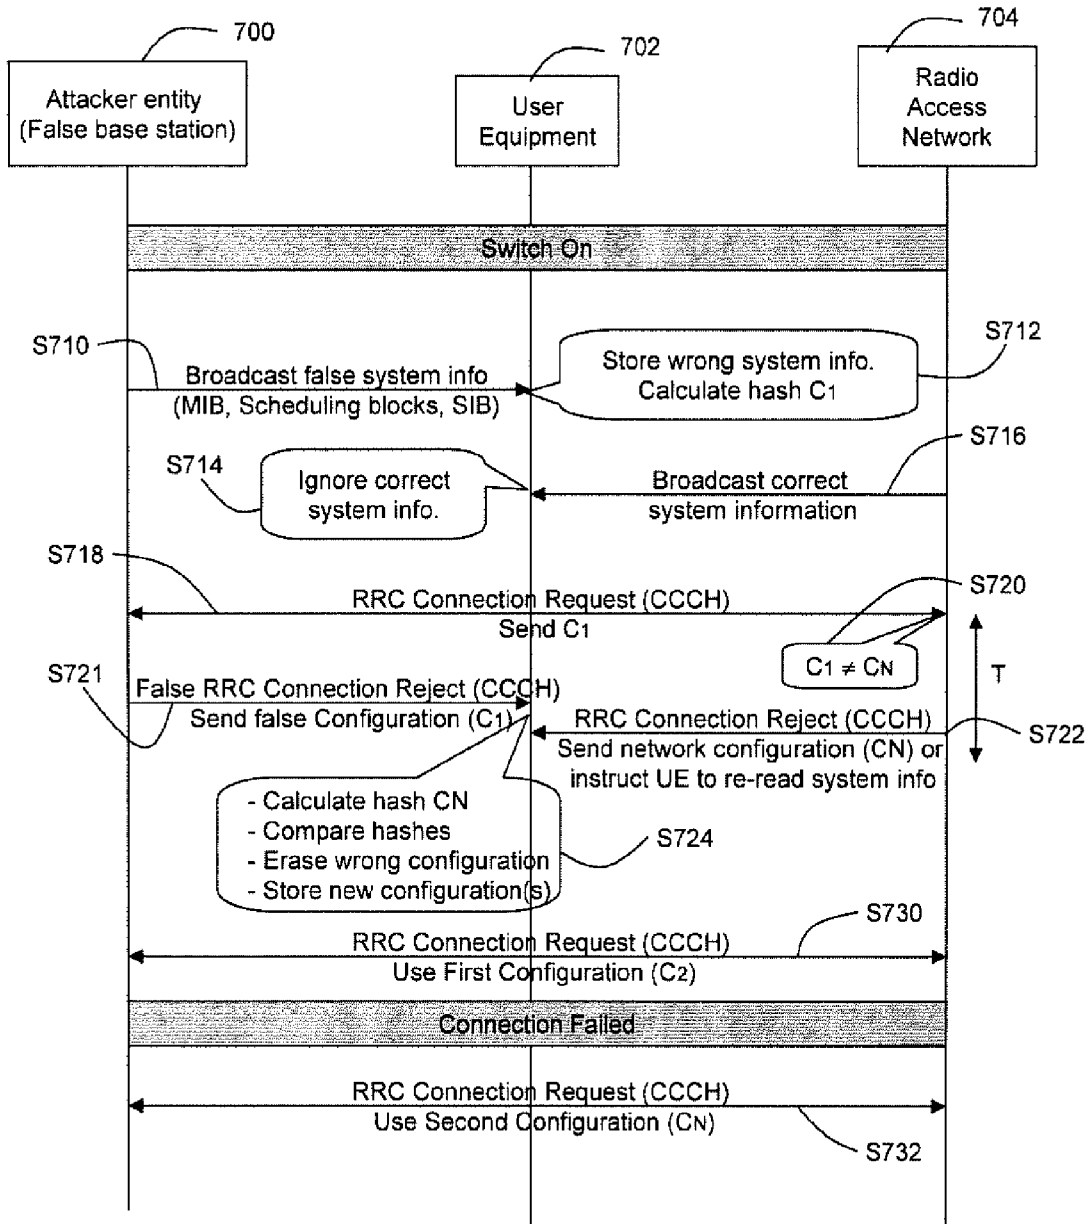 700
702
704
Attacker entity
(False base station)
User
Equipment
Radio
Access
Network
Switch On
S710
Broadcast false system info
(MIB, Scheduling blocks, SIB)
Store wrong system info.
Calculate hash C1
S712
S714
Ignore correct
system info.
Broadcast correct
system information
S716
S718
RRC Connection Request (CCCH)
Send C1
S720
C1 ≠ CN
T
S721
False RRC Connection Reject (CCCH)
Send false Configuration (C1)
RRC Connection Reject (CCCH)
Send network configuration (CN) or
instruct UE to re-read system info
S722
- Calculate hash CN
- Compare hashes
- Erase wrong configuration
- Store new configuration(s)
S724
S730
RRC Connection Request (CCCH)
Use First Configuration (C2)
Connection Failed
RRC Connection Request (CCCH)
Use Second Configuration (CN)
S732